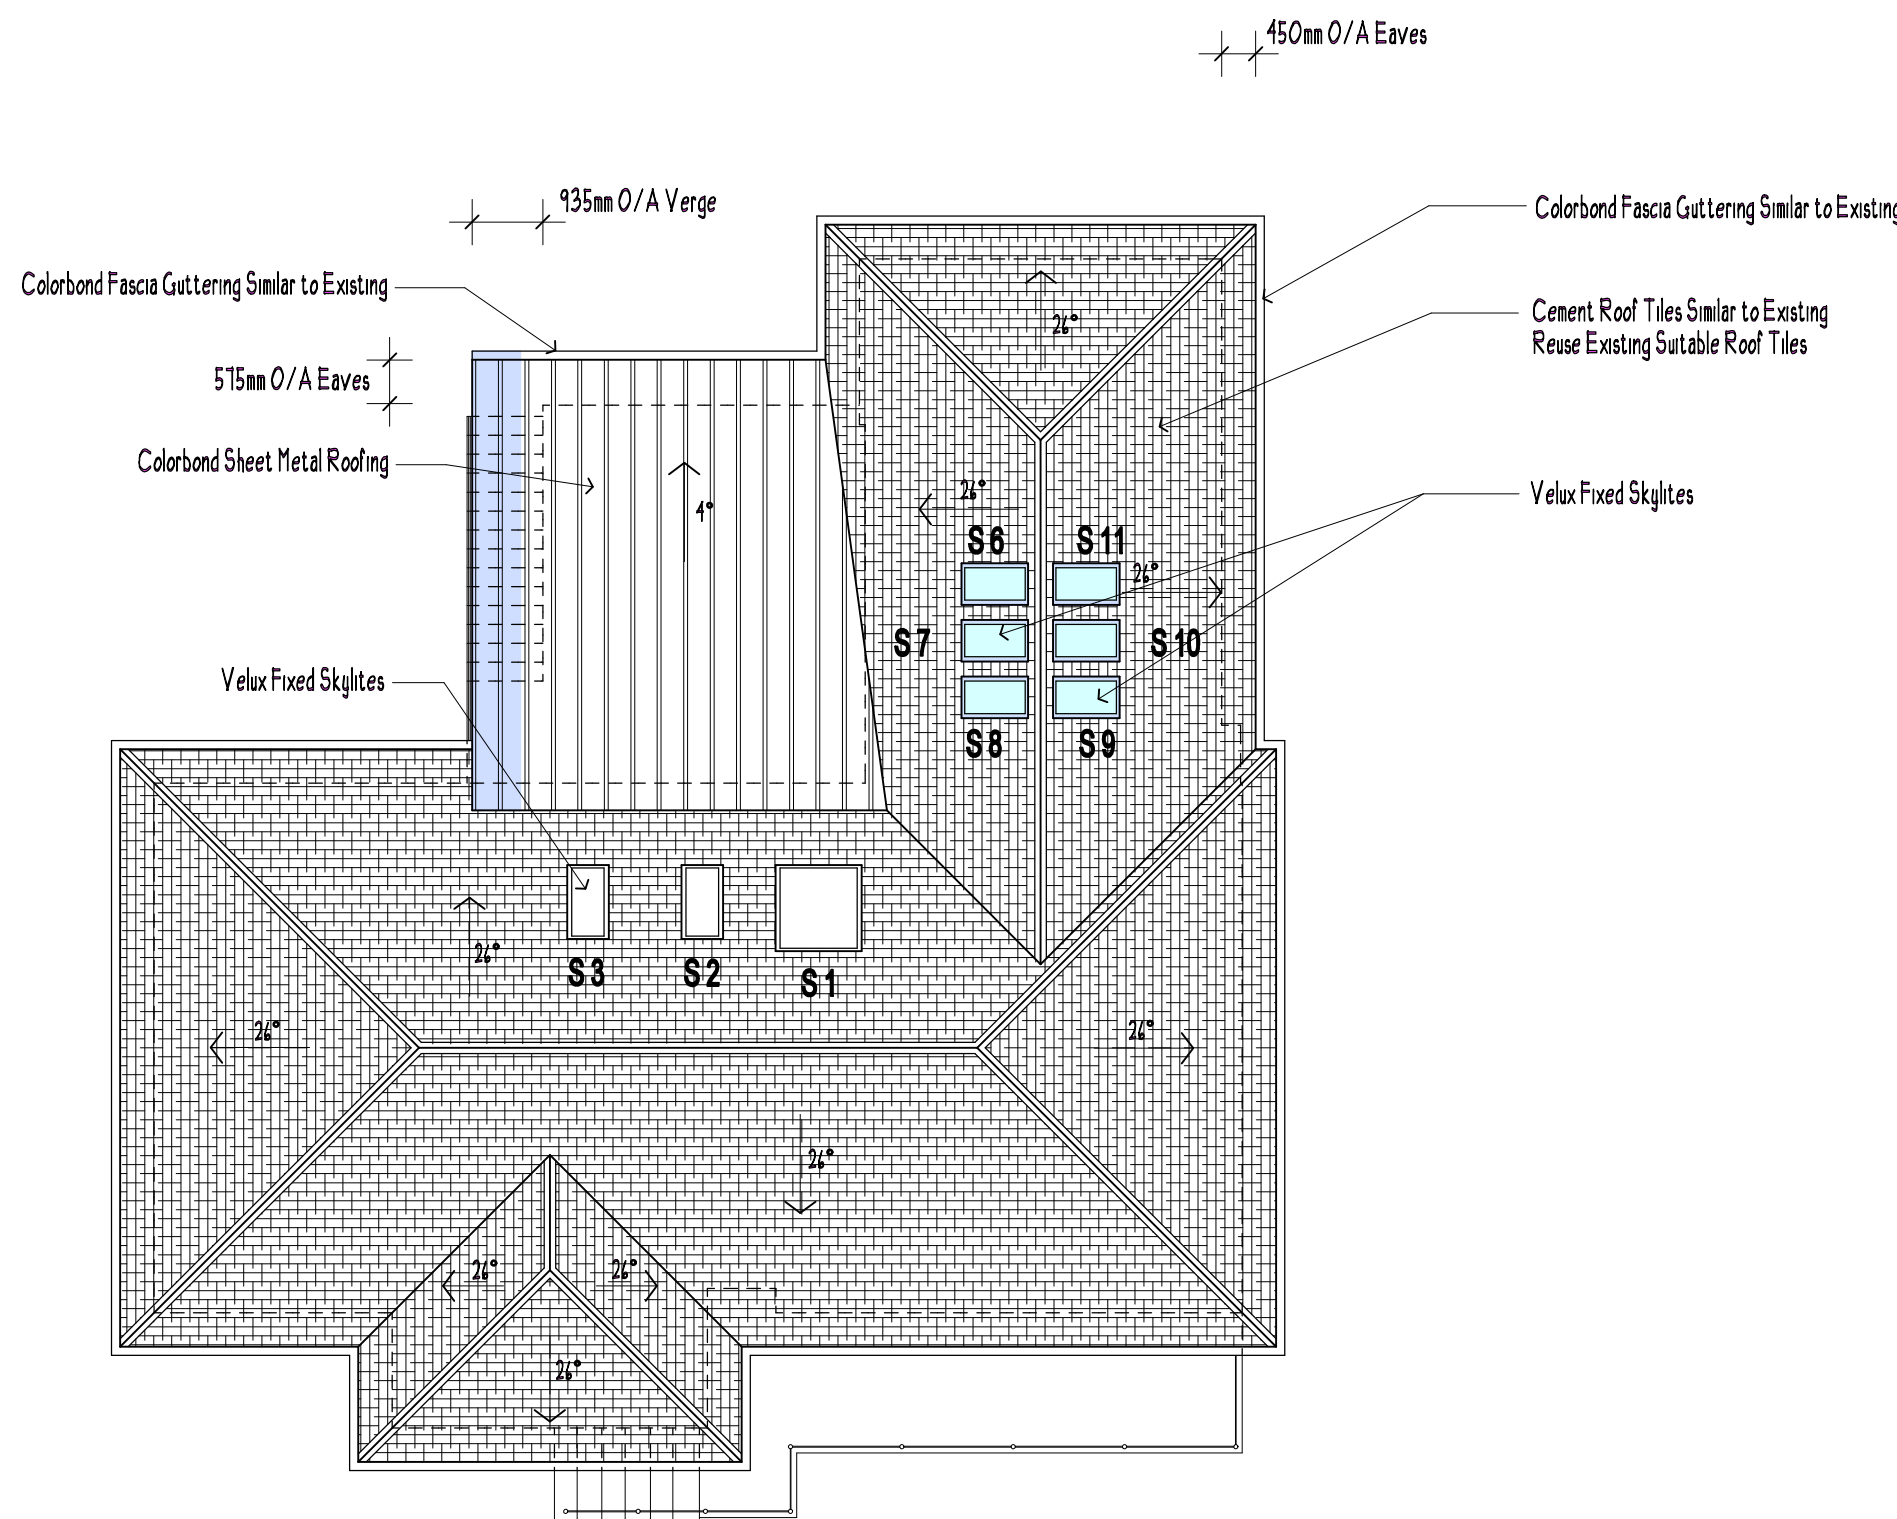 450mm O/A Eaves
935mm O/A Verge
Colorbond Fascia Guttering Similar to Existing
Colorbond Fascia Guttering Similar to Existing
Cement Roof Tiles Similar to Existing
Reuse Existing Suitable Roof Tiles
26°
575mm O/A Eaves
Colorbond Sheet Metal Roofing
4°
26°
Velux Fixed Skylites
S6
S11
26°
S7
S10
Velux Fixed Skylites
S8
S9
26°
S3
S2
S1
26°
26°
26°
26°
26°
26°